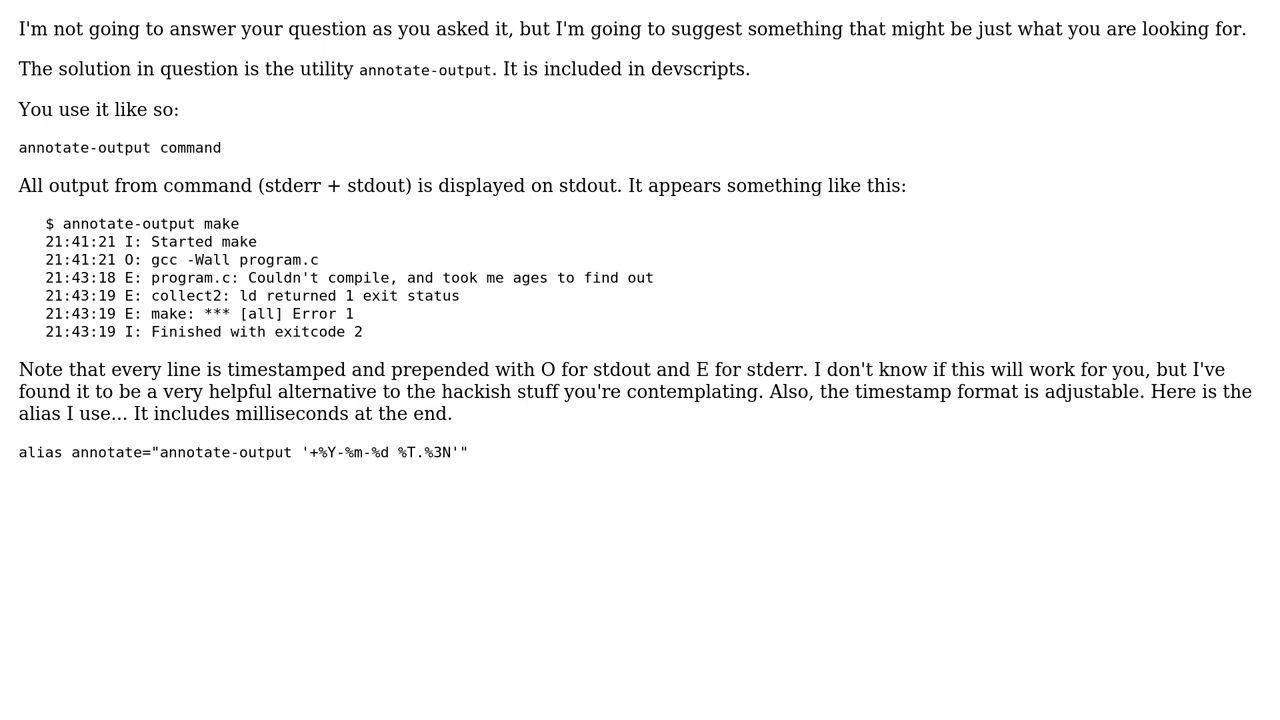 I'm not going to answer your question as you asked it, but I'm going to suggest something that might be just what you are looking for.
The solution in question is the utility annotate-output. It is included in devscripts.
You use it like so:
annotate-output command
All output from command (stderr + stdout) is displayed on stdout. It appears something like this:
$ annotate-output make
21:41:21 I: Started make
21:41:21 O: gcc -Wall program.c
21:43:18 E: program.c: Couldn't compile, and took me ages to find out
21:43:19 E: collect2: ld returned 1 exit status
21:43:19 E: make: *** [all] Error 1
21:43:19 I: Finished with exitcode 2
Note that every line is timestamped and prepended with O for stdout and E for stderr. I don't know if this will work for you, but I've
found it to be a very helpful alternative to the hackish stuff you're contemplating. Also, the timestamp format is adjustable. Here is the
alias I use... It includes milliseconds at the end.
alias annotate="annotate-output '+%Y-%m-%d %T.%3N'"